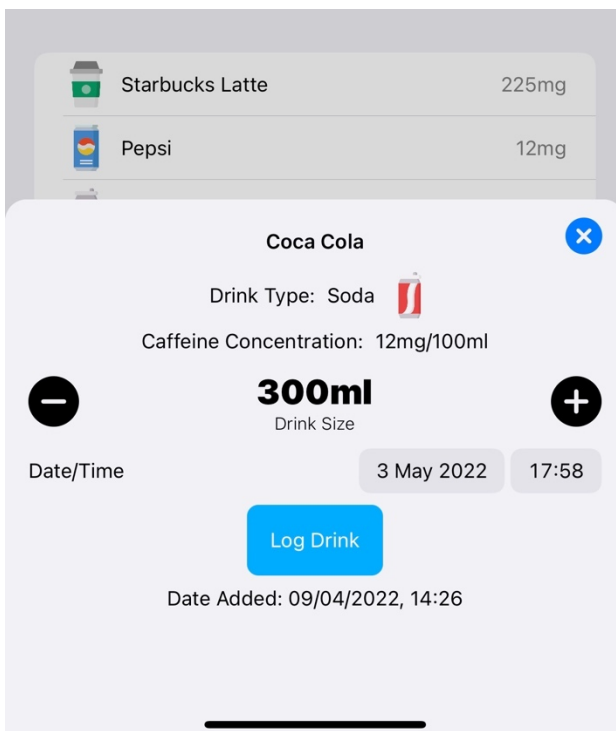 Starbucks Latte 225mg
Pepsi 12mg
Coca Cola
Drink Type: Soda
Caffeine Concentration: 12mg/100ml
300ml
Drink Size
Date/Time 3 May 2022 17:58
Log Drink
Date Added: 09/04/2022, 14:26